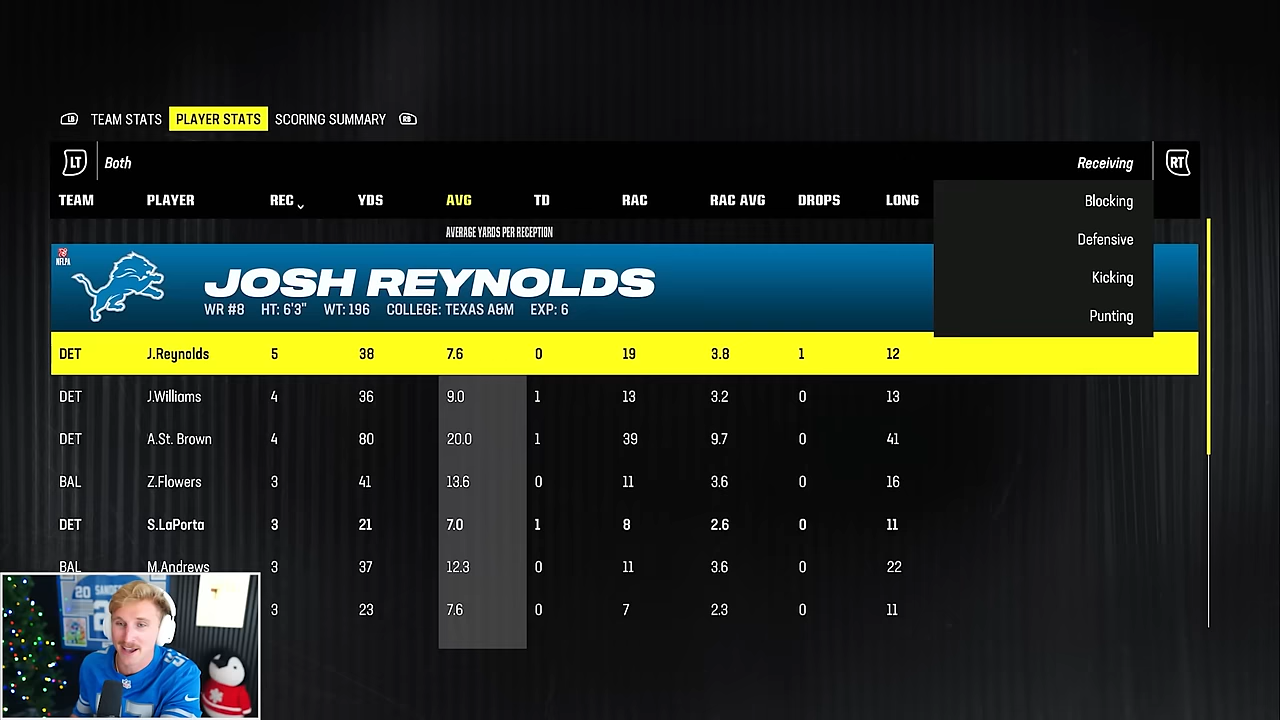 LB TEAM STATS PLAYER STATS SCORING SUMMARY RB
LT Both Receiving RT
TEAM PLAYER REC YDS AVG TD RAC RAC AVG DROPS LONG Blocking
AVERAGE YARDS PER RECEPTION Defensive
NFLPA
JOSH REYNOLDS Kicking
WR #8 HT: 6'3" WT: 196 COLLEGE: TEXAS A&M EXP: 6 Punting
DET J.Reynolds 5 38 7.6 0 19 3.8 1 12
DET J.Williams 4 36 9.0 1 13 3.2 0 13
DET A.St. Brown 4 80 20.0 1 39 9.7 0 41
BAL Z.Flowers 3 41 13.6 0 11 3.6 0 16
DET S.LaPorta 3 21 7.0 1 8 2.6 0 11
BAL M.Andrews 3 37 12.3 0 11 3.6 0 22
3 23 7.6 0 7 2.3 0 11
20 SANDE